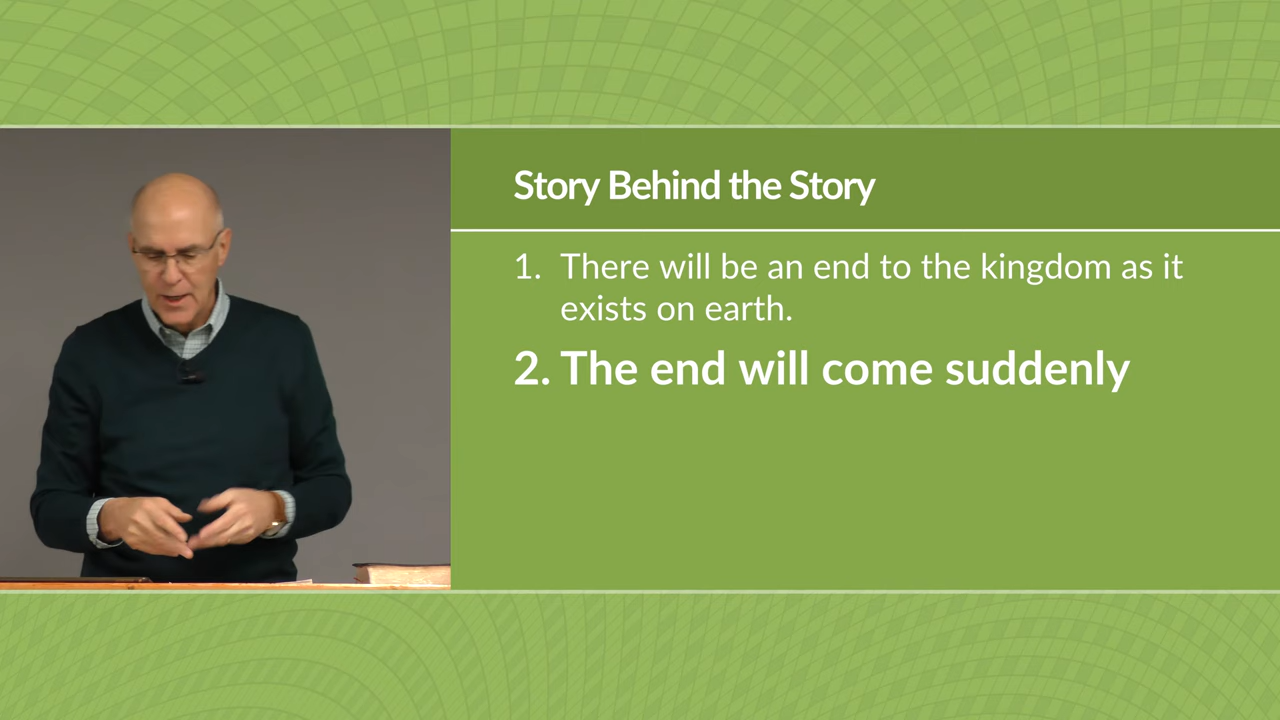 Story Behind the Story
1. There will be an end to the kingdom as it
exists on earth.
2. The end will come suddenly